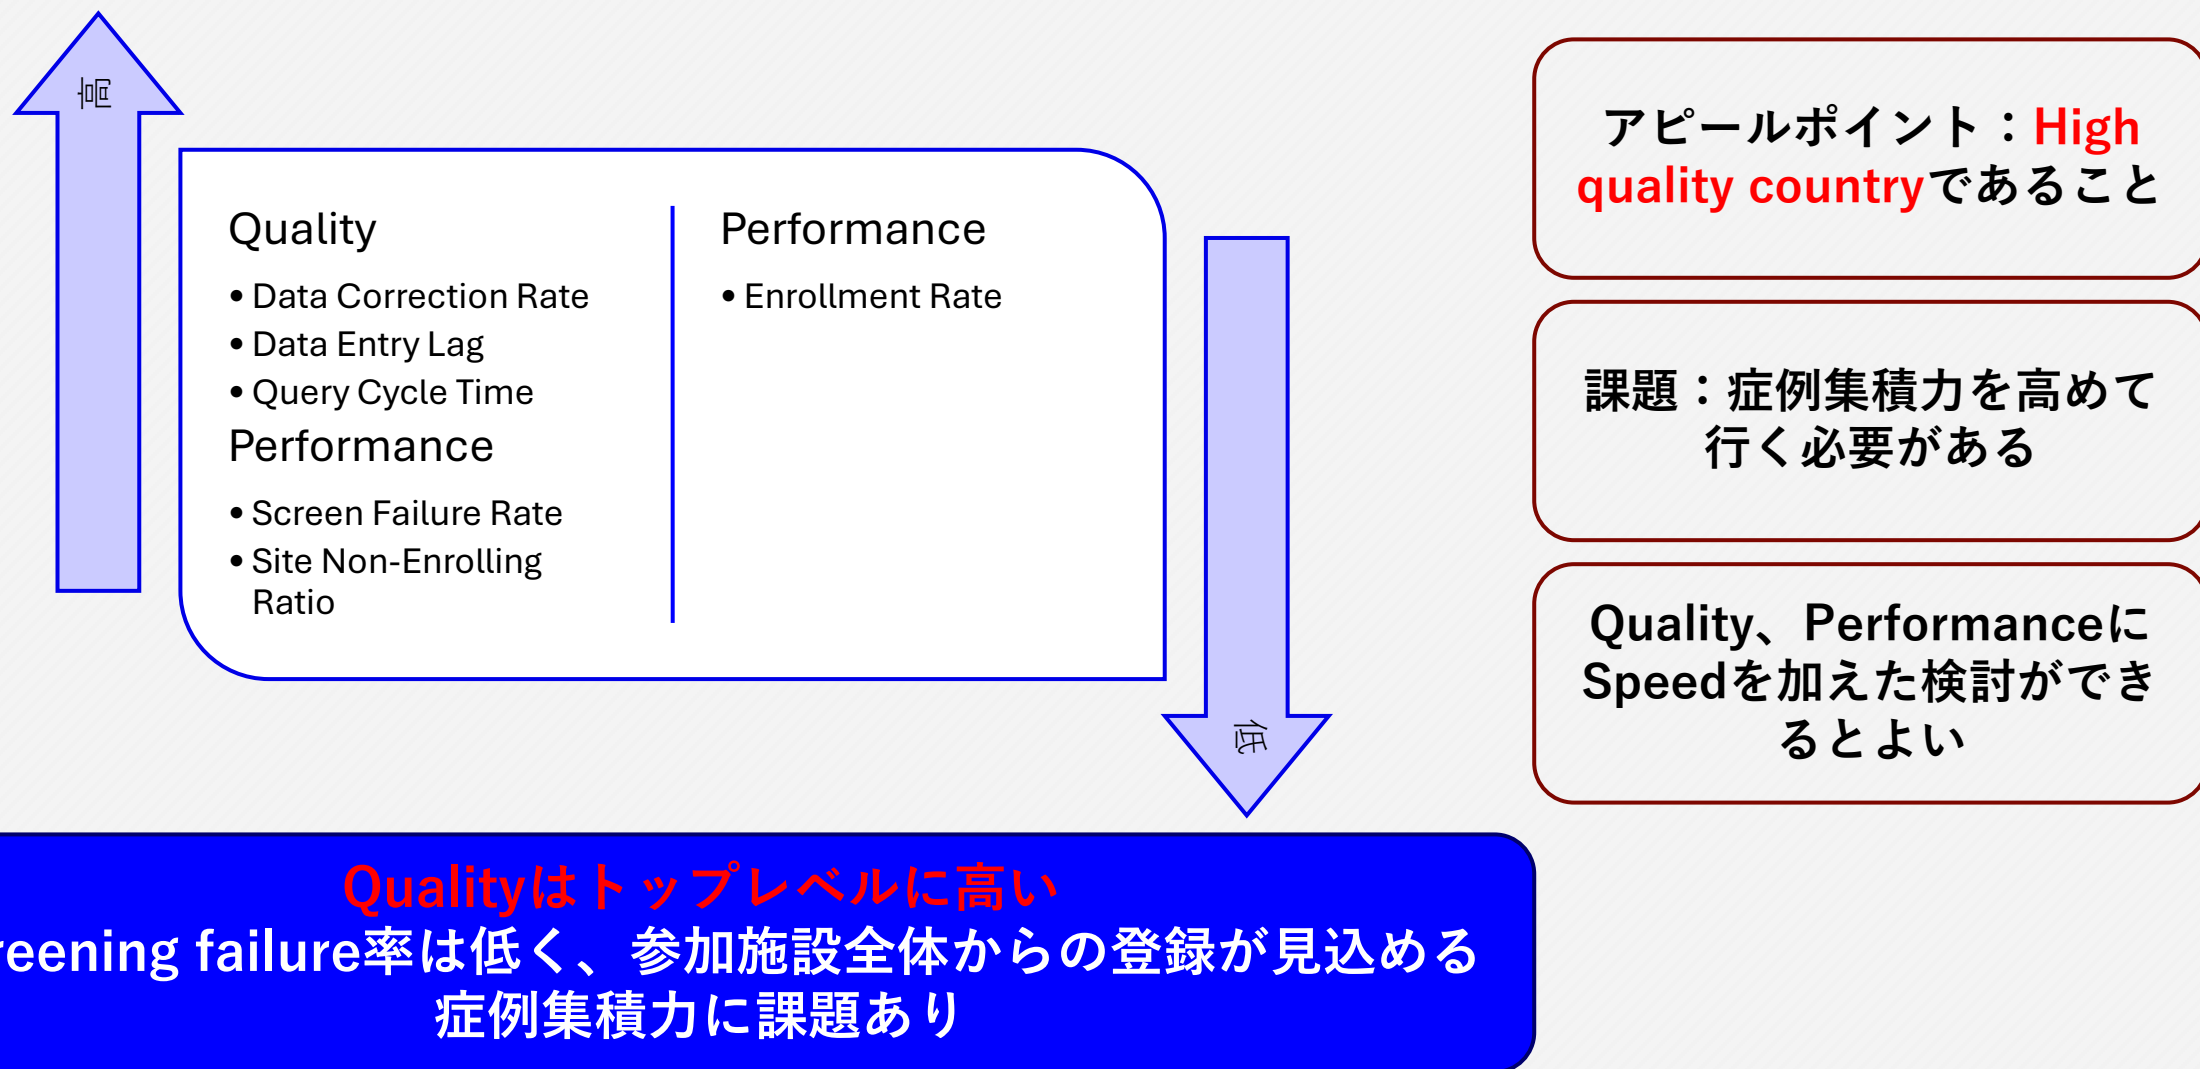 高
Quality
• Data Correction Rate
• Data Entry Lag
• Query Cycle Time
Performance
• Screen Failure Rate
• Site Non-Enrolling
Ratio
Performance
• Enrollment Rate
低
アピールポイント：High
quality countryであること
課題：症例集積力を高めて
行く必要がある
Quality、Performanceに
Speedを加えた検討ができ
るとよい
Qualityはトップレベルに高い
reening failure率は低く、参加施設全体からの登録が見込める
症例集積力に課題あり